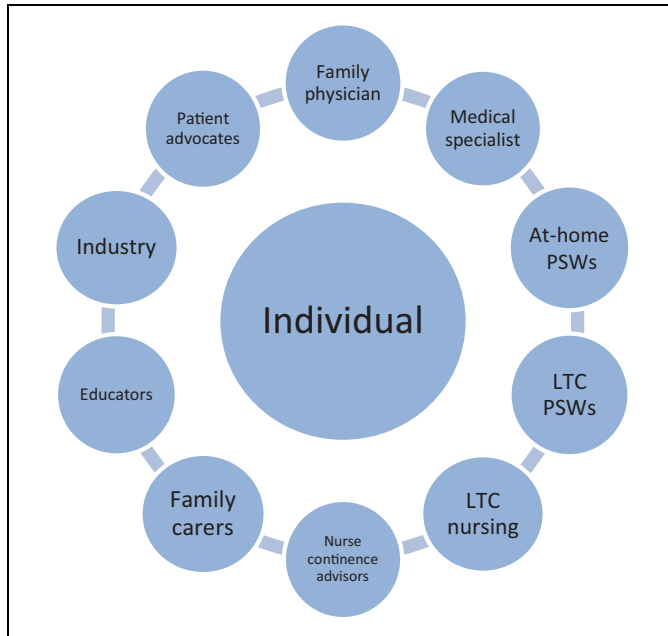 Family
physician
Medical
specialist
At-home
PSWs
LTC
PSWs
LTC
nursing
Nurse
continence
advisors
Family
carers
Educators
Industry
Patient
advocates
Individual